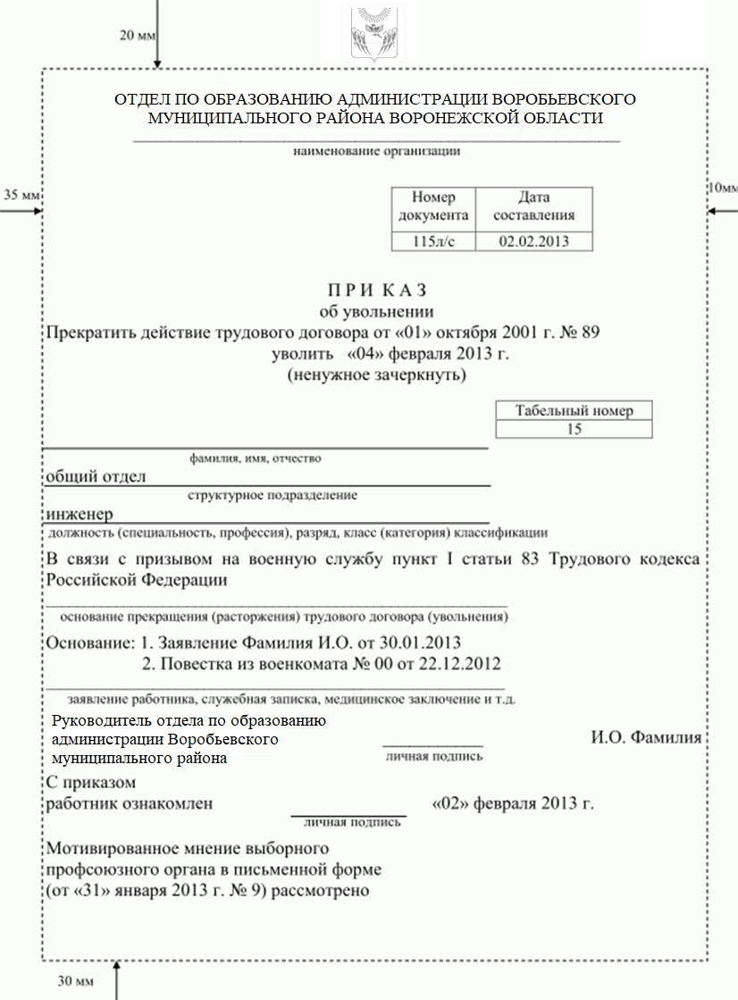 20 мм
ОТДЕЛ ПО ОБРАЗОВАНИЮ АДМИНИСТРАЦИИ ВОРОБЬЕВСКОГО
МУНИЦИПАЛЬНОГО РАЙОНА ВОРОНЕЖСКОЙ ОБЛАСТИ
наименование организации
35 мм
10мм
Номер документа Дата составления
115л/с 02.02.2013
П Р И К А З
об увольнении
Прекратить действие трудового договора от «01» октября 2001 г. № 89
уволить «04» февраля 2013 г.
(ненужное зачеркнуть)
Табельный номер
15
фамилия, имя, отчество
общий отдел
структурное подразделение
инженер
должность (специальность, профессия), разряд, класс (категория) классификации
В связи с призывом на военную службу пункт I статьи 83 Трудового кодекса
Российской Федерации
основание прекращения (расторжения) трудового договора (увольнения)
Основание: 1. Заявление Фамилия И.О. от 30.01.2013
2. Повестка из военкомата № 00 от 22.12.2012
заявление работника, служебная записка, медицинское заключение и т.д.
Руководитель отдела по образованию
администрации Воробьевского
муниципального района
И.О. Фамилия
личная подпись
С приказом
работник ознакомлен «02» февраля 2013 г.
личная подпись
Мотивированное мнение выборного
профсоюзного органа в письменной форме
(от «31» января 2013 г. № 9) рассмотрено
30 мм